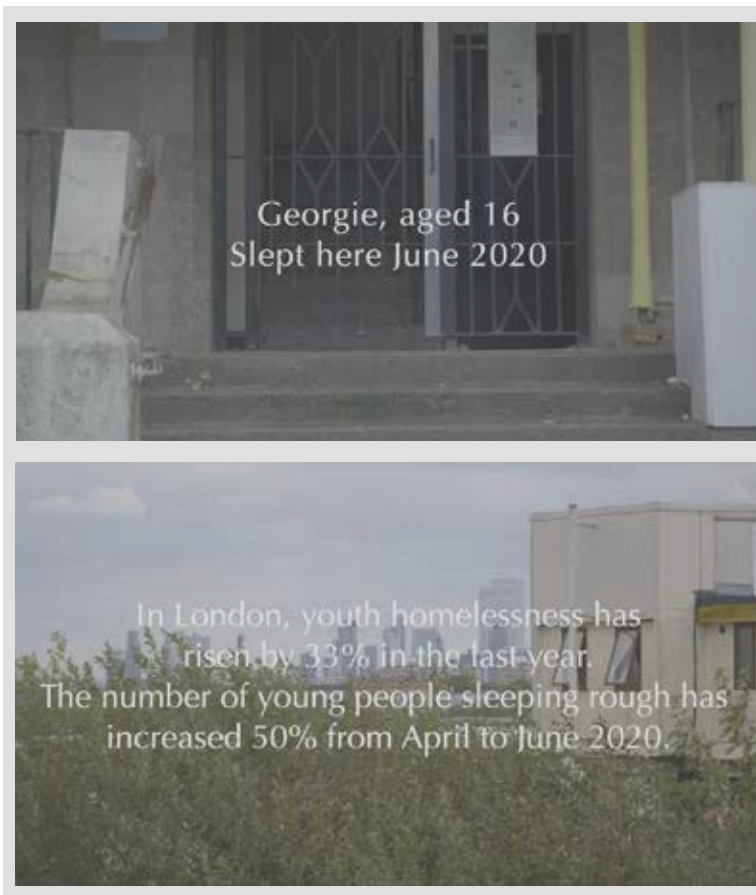 Georgie, aged 16
Slept here June 2020
In London, youth homelessness has
risen by 33% in the last year.
The number of young people sleeping rough has
increased 50% from April to June 2020.